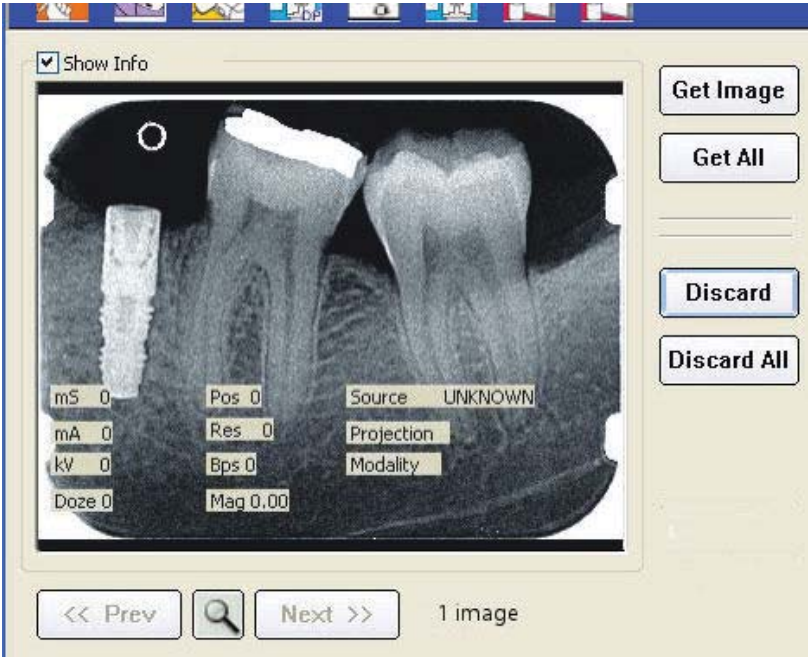 DP
Show Info
Get Image
Get All
Discard
Discard All
mS 0 Pos 0 Source UNKNOWN
mA 0 Res 0 Projection
kV 0 Bps 0 Modality
Doze 0 Mag 0.00
<< Prev Next >> 1 image